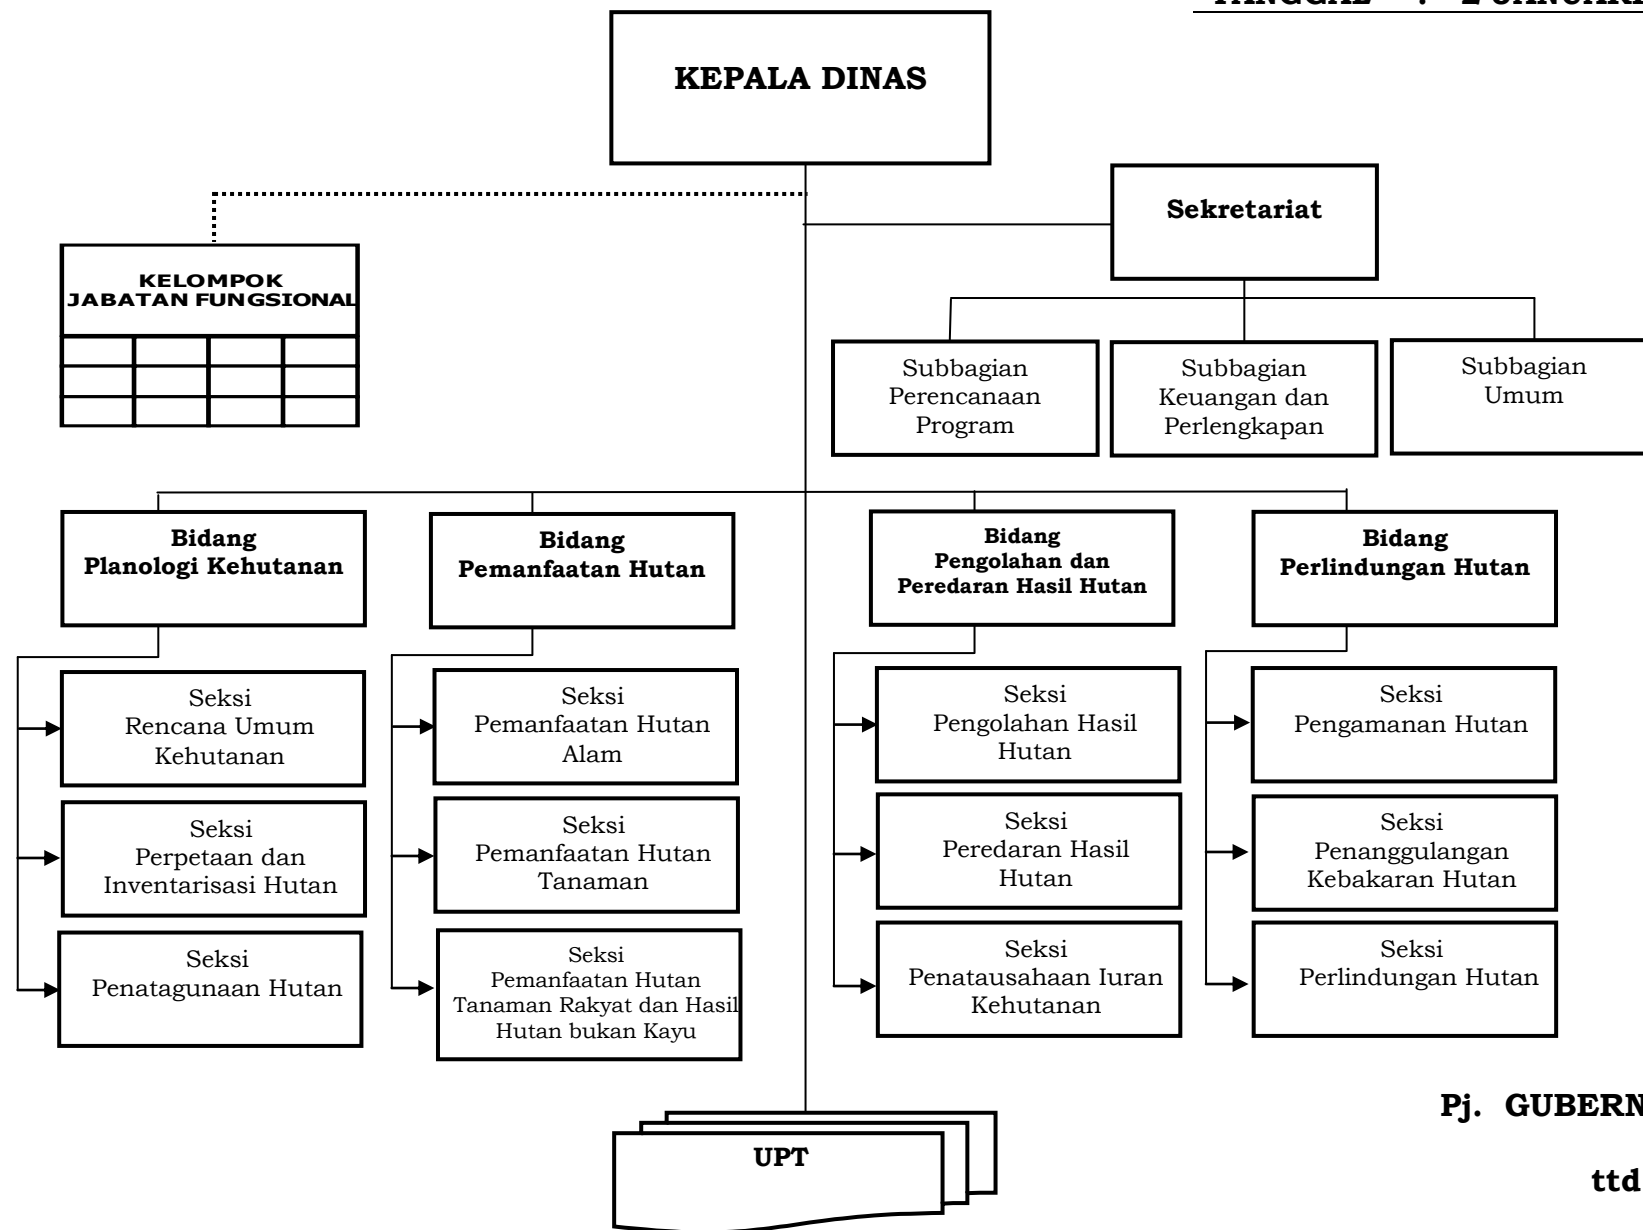 TANGGAL : 2 JANUARI
KEPALA DINAS
Sekretariat
KELOMPOK
JABATAN FUNGSIONAL
Subbagian
Perencanaan
Program
Subbagian
Keuangan dan
Perlengkapan
Subbagian
Umum
Bidang
Planologi Kehutanan
Bidang
Pemanfaatan Hutan
Bidang
Pengolahan dan
Peredaran Hasil Hutan
Bidang
Perlindungan Hutan
Seksi
Rencana Umum
Kehutanan
Seksi
Pemanfaatan Hutan
Alam
Seksi
Pengolahan Hasil
Hutan
Seksi
Pengamanan Hutan
Seksi
Perpetaan dan
Inventarisasi Hutan
Seksi
Pemanfaatan Hutan
Tanaman
Seksi
Peredaran Hasil
Hutan
Seksi
Penanggulangan
Kebakaran Hutan
Seksi
Penatagunaan Hutan
Seksi
Pemanfaatan Hutan
Tanaman Rakyat dan Hasil
Hutan bukan Kayu
Seksi
Penatausahaan Iuran
Kehutanan
Seksi
Perlindungan Hutan
Pj. GUBERN
UPT
ttd